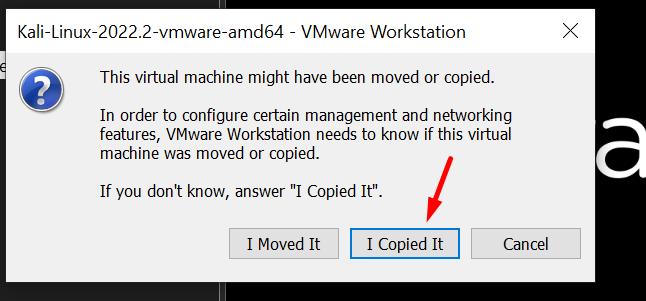 Kali-Linux-2022.2-vmware-amd64 - VMware Workstation
This virtual machine might have been moved or copied.
In order to configure certain management and networking
features, VMware Workstation needs to know if this virtual
machine was moved or copied.
If you don't know, answer "I Copied It".
I Moved It
I Copied It
Cancel